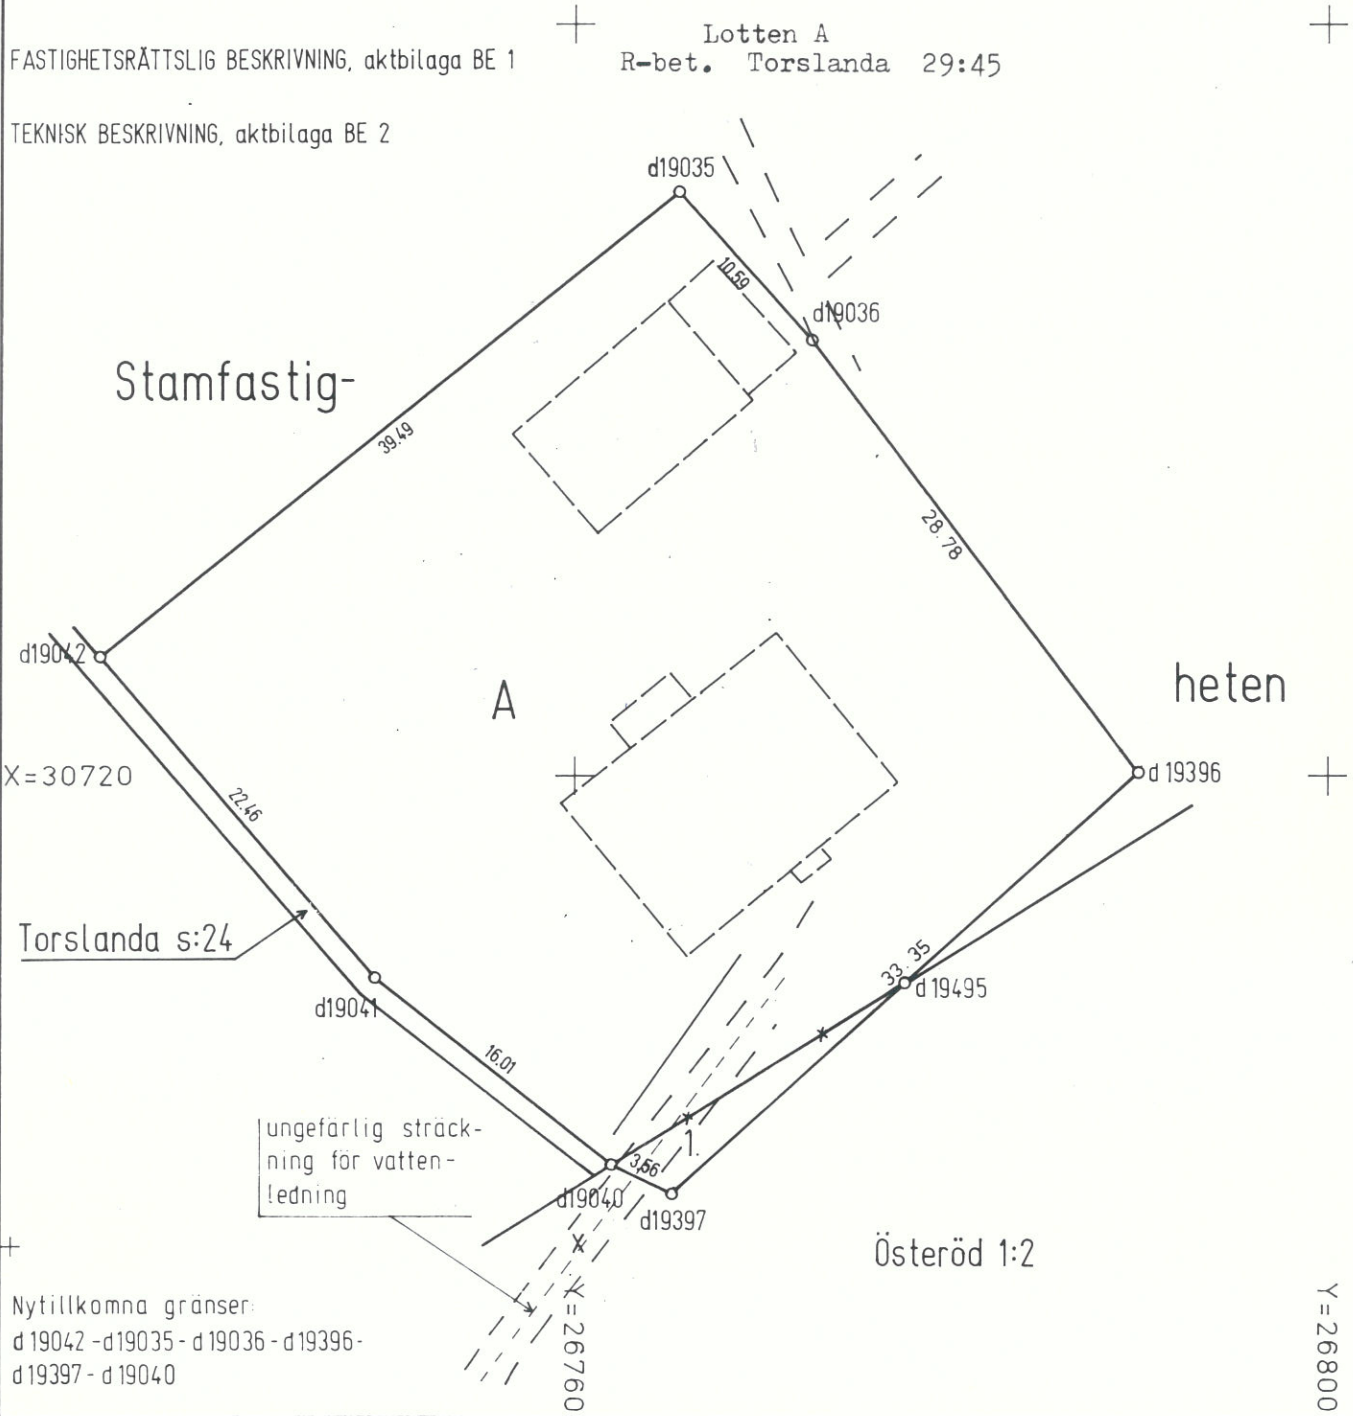 Lotten A
FASTIGHETSRÄTTSLIG BESKRIVNING, aktbilaga BE 1
R-bet. Torslanda 29:45
TEKNISK BESKRIVNING, aktbilaga BE 2
d19035
10.59
d19036
Stamfastig-
39.49
28.78
d19042
A
heten
X=30720
d 19396
22.46
Torslanda s:24
33.35
d 19495
d19041
16.01
ungefärlig sträck-
ning för vatten-
ledning
1.
3,56
d19040
d19397
Österöd 1:2
Nytillkomna gränser:
d 19042 - d19035 - d 19036 - d 19396 -
d 19397 - d 19040
Y=26760
Y=26800